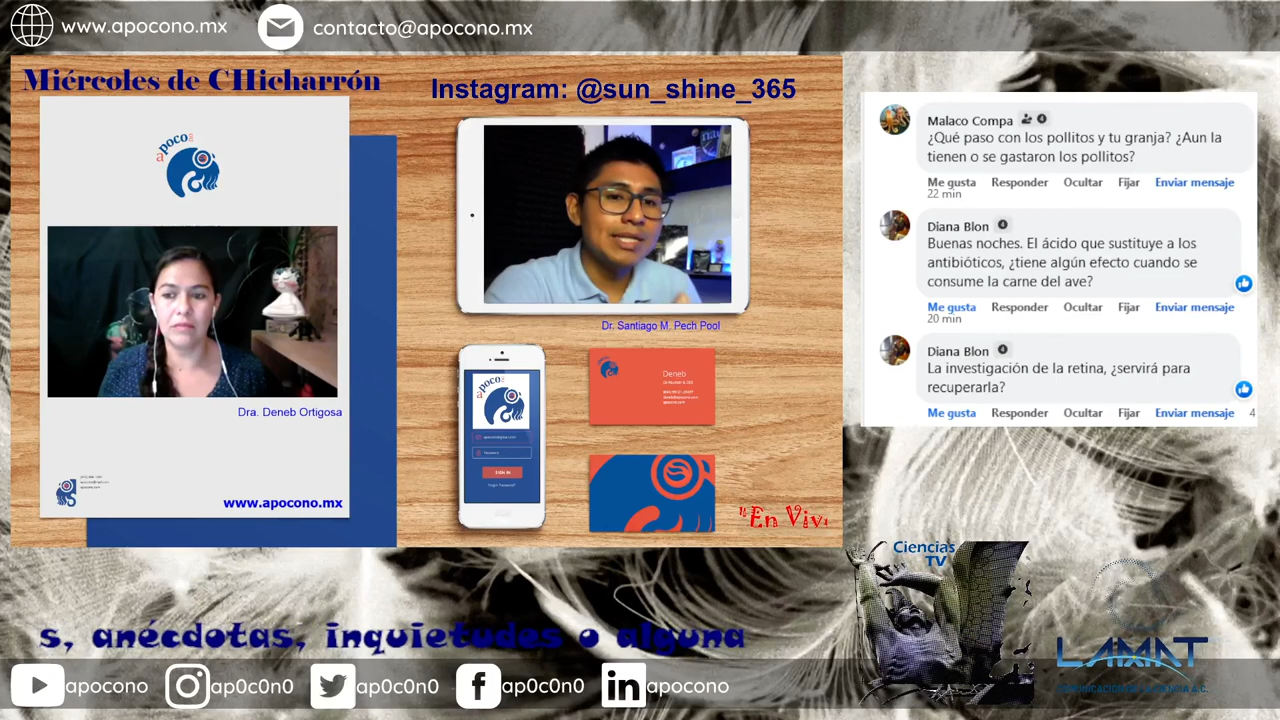 www.apocono.mx
contacto@apocono.mx
Miércoles de CHicharrón
Instagram: @sun_shine_365
apoco
Dra. Deneb Ortigosa
www.apocono.mx
Dr. Santiago M. Pech Pool
apoco
SIGN IN
Deneb
"En Viv
Malaco Compa
¿Qué paso con los pollitos y tu granja? ¿Aun la
tienen o se gastaron los pollitos?
Me gusta Responder Ocultar Fijar Enviar mensaje
22 min
Diana Blon
Buenas noches. El ácido que sustituye a los
antibióticos, ¿tiene algún efecto cuando se
consume la carne del ave?
Me gusta Responder Ocultar Fijar Enviar mensaje
20 min
Diana Blon
La investigación de la retina, ¿servirá para
recuperarla?
Me gusta Responder Ocultar Fijar Enviar mensaje 4
Ciencias
TV
LAMAT
s, anécdotas, inquietudes o alguna
apocono
ap0c0n0
ap0c0n0
ap0c0n0
apocono